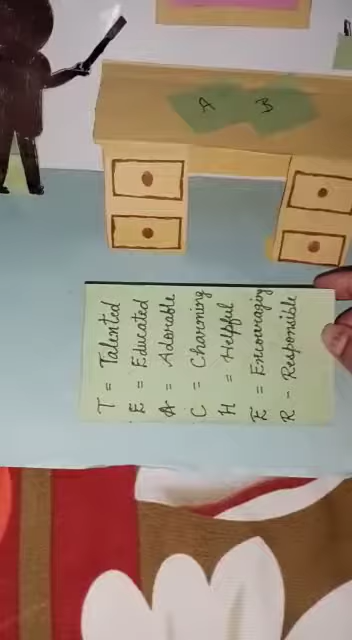 A B
T = Talented
E = Educated
A = Adorable
C = Charming
H = Helpful
E = Encouraging
R - Responsible